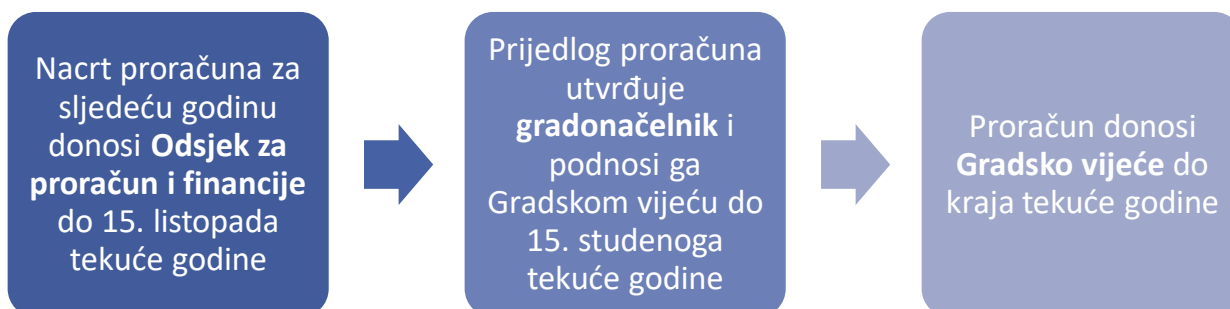 Nacrt proračuna za
sljedeću godinu
donosi Odsjek za
proračun i financije
do 15. listopada
tekuće godine
Prijedlog proračuna
utvrđuje
gradonačelnik i
podnosi ga
Gradskom vijeću do
15. studenoga
tekuće godine
Proračun donosi
Gradsko vijeće do
kraja tekuće godine